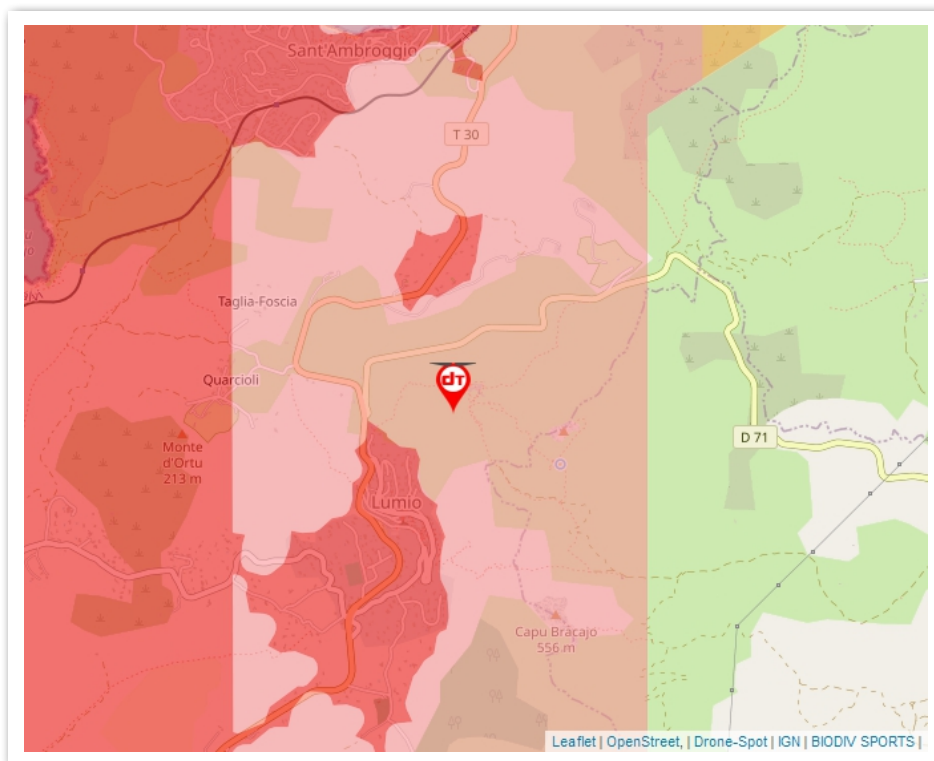 Sant'Ambroggio
T 30
Taglia-Foscia
Quarcioli
dT
Monte
d'Ortu
213 m
D 71
Lumio
Capu Bracajo
556 m
Leaflet | OpenStreet, | Drone-Spot | IGN | BIODIV SPORTS |